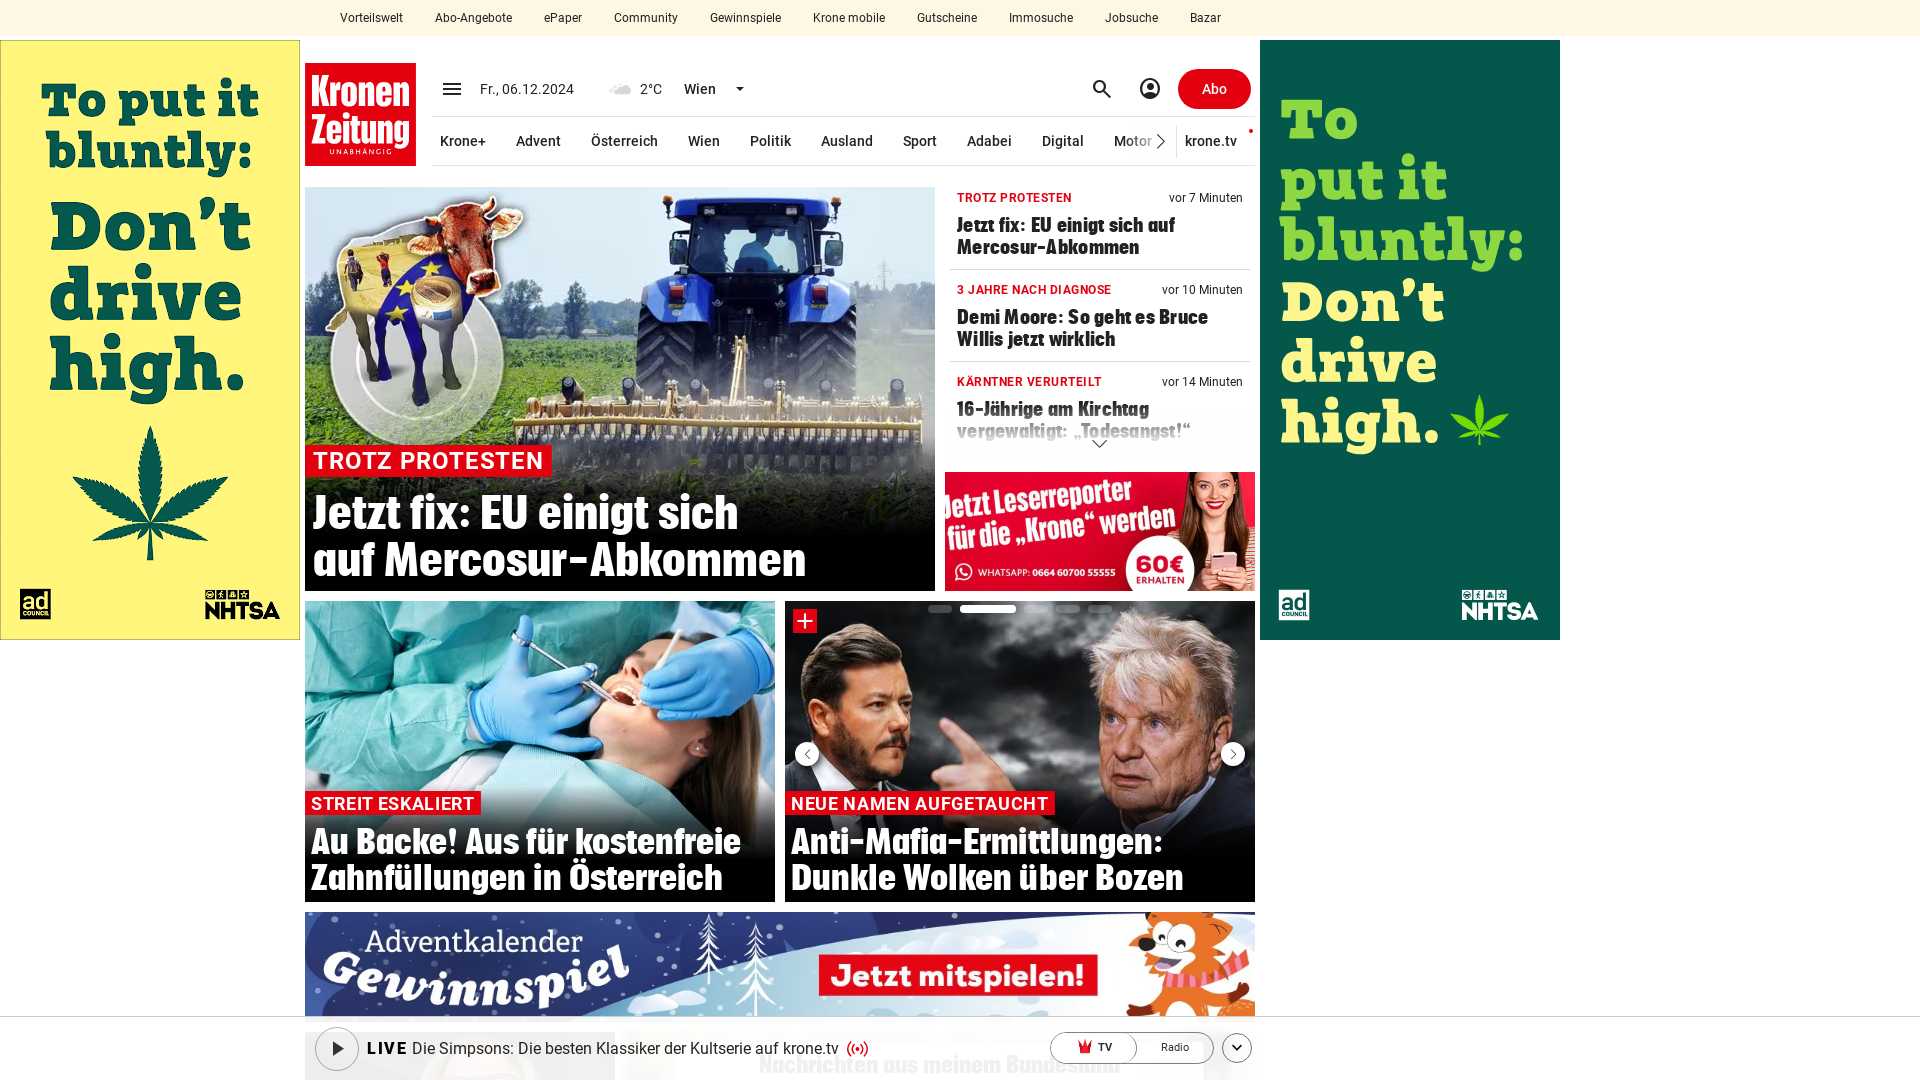 Vorteilswelt Abo-Angebote ePaper Community Gewinnspiele Krone mobile Gutscheine Immosuche Jobsuche Bazar
To put it
bluntly:
Don't
drive
high.
ad
COUNCIL
NHTSA
Kronen
Zeitung
UNABHÄNGIG
Fr., 06.12.2024 2°C Wien
Abo
Krone+ Advent Österreich Wien Politik Ausland Sport Adabei Digital Motor krone.tv
TROTZ PROTESTEN
Jetzt fix: EU einigt sich
auf Mercosur-Abkommen
TROTZ PROTESTEN vor 7 Minuten
Jetzt fix: EU einigt sich auf
Mercosur-Abkommen
3 JAHRE NACH DIAGNOSE vor 10 Minuten
Demi Moore: So geht es Bruce
Willis jetzt wirklich
KÄRNTNER VERURTEILT vor 14 Minuten
16-Jährige am Kirchtag
vergewaltigt: „Todesangst!“
Jetzt Leserreporter
für die „Krone“ werden
WHATSAPP: 0664 60700 55555
60€
ERHALTEN
STREIT ESKALIERT
Au Backe! Aus für kostenfreie
Zahnfüllungen in Österreich
NEUE NAMEN AUFGETAUCHT
Anti-Mafia-Ermittlungen:
Dunkle Wolken über Bozen
Adventkalender
Gewinnspiel
Jetzt mitspielen!
To
put it
bluntly:
Don't
drive
high.
ad
COUNCIL
NHTSA
LIVE Die Simpsons: Die besten Klassiker der Kultserie auf krone.tv
TV Radio
Nachrichten aus meinem Bundesland